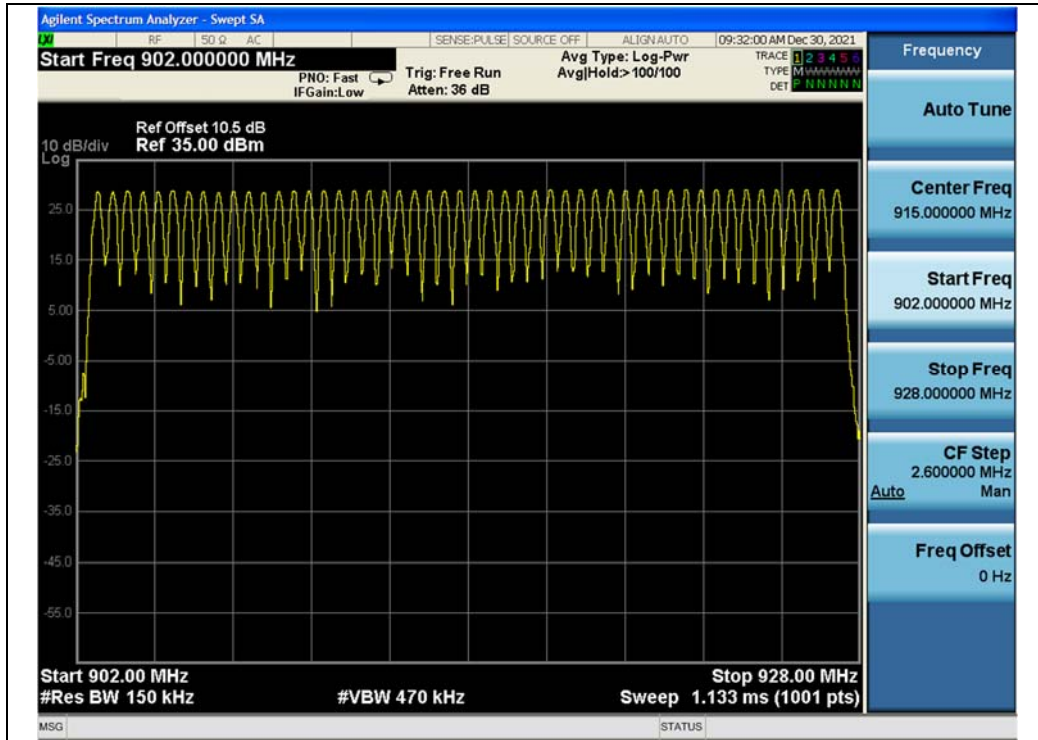 Agilent Spectrum Analyzer - Swept SA
LXI RF 50 Ω AC SENSE:PULSE SOURCE OFF ALIGN AUTO 09:32:00 AM Dec 30, 2021
Start Freq 902.000000 MHz Avg Type: Log-Pwr TRACE 1 2 3 4 5 6
PNO: Fast Trig: Free Run Avg|Hold:> 100/100 TYPE M
IFGain:Low Atten: 36 dB DET P N N N N N
Ref Offset 10.5 dB
10 dB/div Ref 35.00 dBm
Log
25.0
15.0
5.00
-5.00
-15.0
-25.0
-35.0
-45.0
-55.0
Start 902.00 MHz Stop 928.00 MHz
#Res BW 150 kHz #VBW 470 kHz Sweep 1.133 ms (1001 pts)
MSG STATUS
Frequency
Auto Tune
Center Freq
915.000000 MHz
Start Freq
902.000000 MHz
Stop Freq
928.000000 MHz
CF Step
2.600000 MHz
Auto Man
Freq Offset
0 Hz